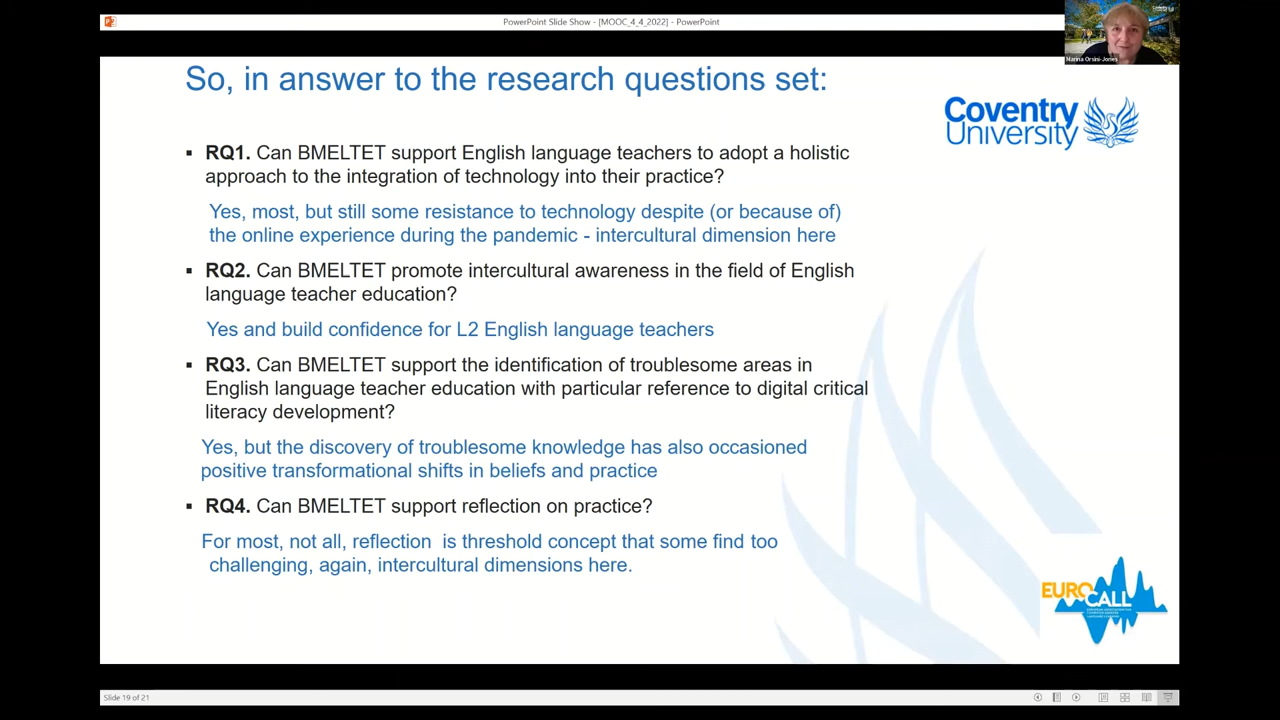 PowerPoint Slide Show - [MOOC_4_4_2022] - PowerPoint
Marina Orsini-Jones
So, in answer to the research questions set:
Coventry
University
▪ RQ1. Can BMELTET support English language teachers to adopt a holistic
approach to the integration of technology into their practice?
Yes, most, but still some resistance to technology despite (or because of)
the online experience during the pandemic - intercultural dimension here
▪ RQ2. Can BMELTET promote intercultural awareness in the field of English
language teacher education?
Yes and build confidence for L2 English language teachers
▪ RQ3. Can BMELTET support the identification of troublesome areas in
English language teacher education with particular reference to digital critical
literacy development?
Yes, but the discovery of troublesome knowledge has also occasioned
positive transformational shifts in beliefs and practice
▪ RQ4. Can BMELTET support reflection on practice?
For most, not all, reflection  is threshold concept that some find too
challenging, again, intercultural dimensions here.
EUROCALL
Slide 19 of 21